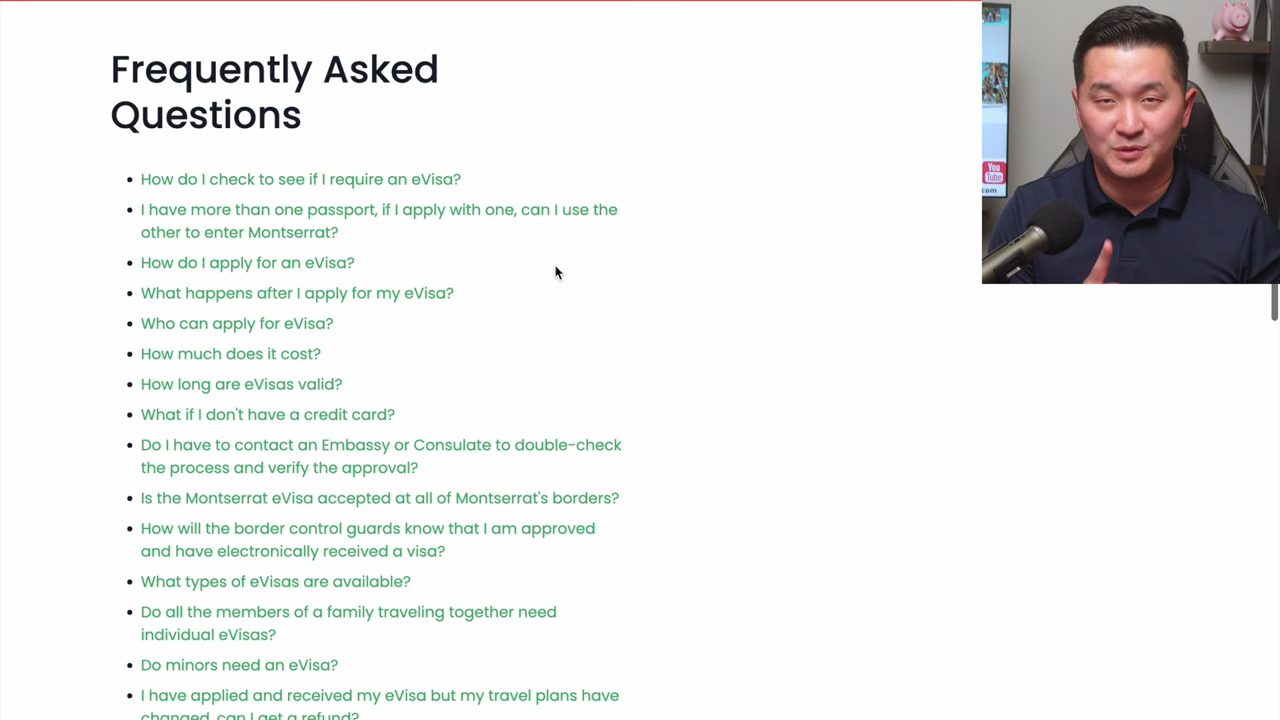 Frequently Asked
Questions
How do I check to see if I require an eVisa?
I have more than one passport, if I apply with one, can I use the
other to enter Montserrat?
How do I apply for an eVisa?
What happens after I apply for my eVisa?
Who can apply for eVisa?
How much does it cost?
How long are eVisas valid?
What if I don't have a credit card?
Do I have to contact an Embassy or Consulate to double-check
the process and verify the approval?
Is the Montserrat eVisa accepted at all of Montserrat's borders?
How will the border control guards know that I am approved
and have electronically received a visa?
What types of eVisas are available?
Do all the members of a family traveling together need
individual eVisas?
Do minors need an eVisa?
I have applied and received my eVisa but my travel plans have
changed, can I get a refund?
You
Tube
com